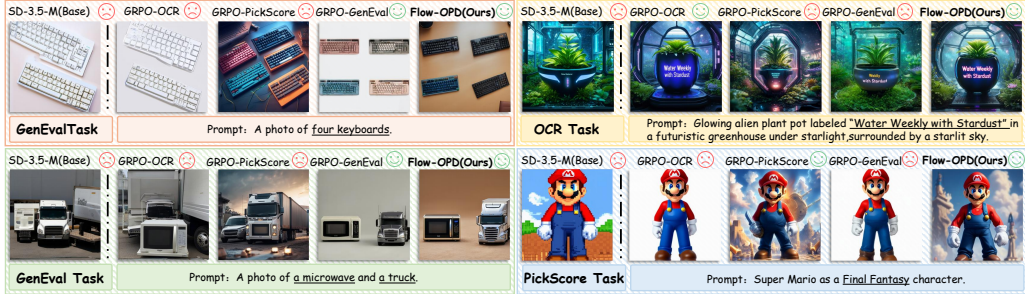 SD-3.5-M(Base) GRPO-OCR GRPO-PickScore GRPO-GenEval Flow-OPD(Ours)
GenEvalTask
Prompt: A photo of four keyboards.
SD-3.5-M(Base) GRPO-OCR GRPO-PickScore GRPO-GenEval Flow-OPD(Ours)
Water Weekly
with Stardust
Weekly
with Stardust
Water Weekly
with Stardust
OCR Task
Prompt: Glowing alien plant pot labeled "Water Weekly with Stardust" in
a futuristic greenhouse under starlight,surrounded by a starlit sky.
SD-3.5-M(Base) GRPO-OCR GRPO-PickScore GRPO-GenEval Flow-OPD(Ours)
GenEval Task
Prompt: A photo of a microwave and a truck.
SD-3.5-M(Base) GRPO-OCR GRPO-PickScore GRPO-GenEval Flow-OPD(Ours)
PickScore Task
Prompt: Super Mario as a Final Fantasy character.